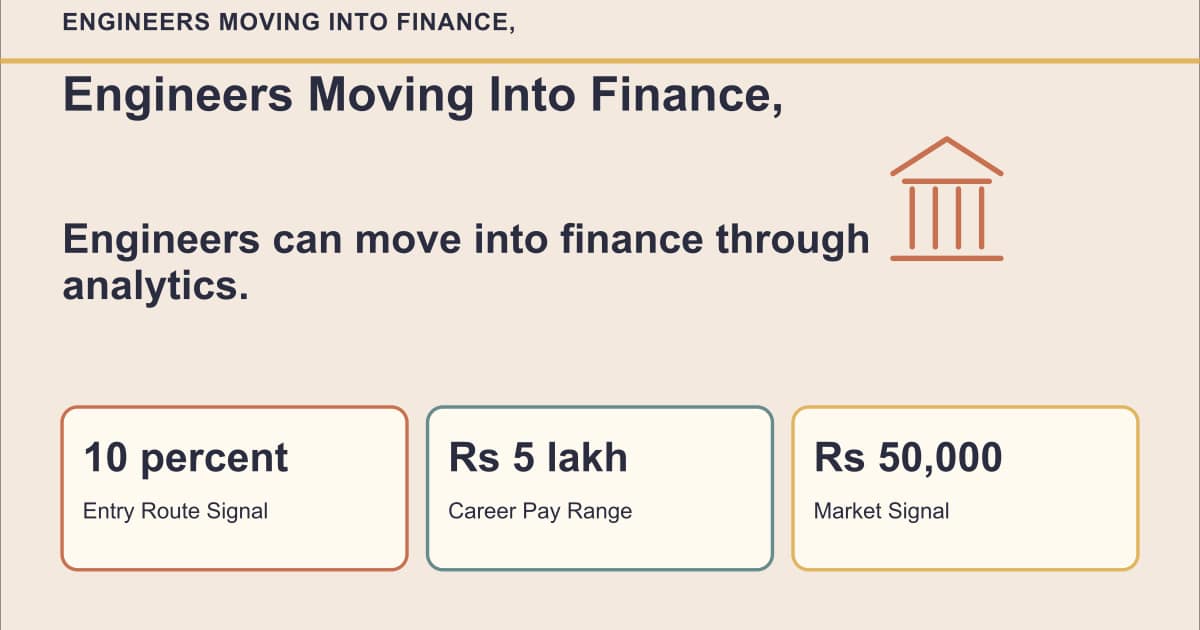 ENGINEERS MOVING INTO FINANCE,
Engineers Moving Into Finance,
Engineers can move into finance through
analytics.
10 percent
Entry Route Signal
Rs 5 lakh
Career Pay Range
Rs 50,000
Market Signal